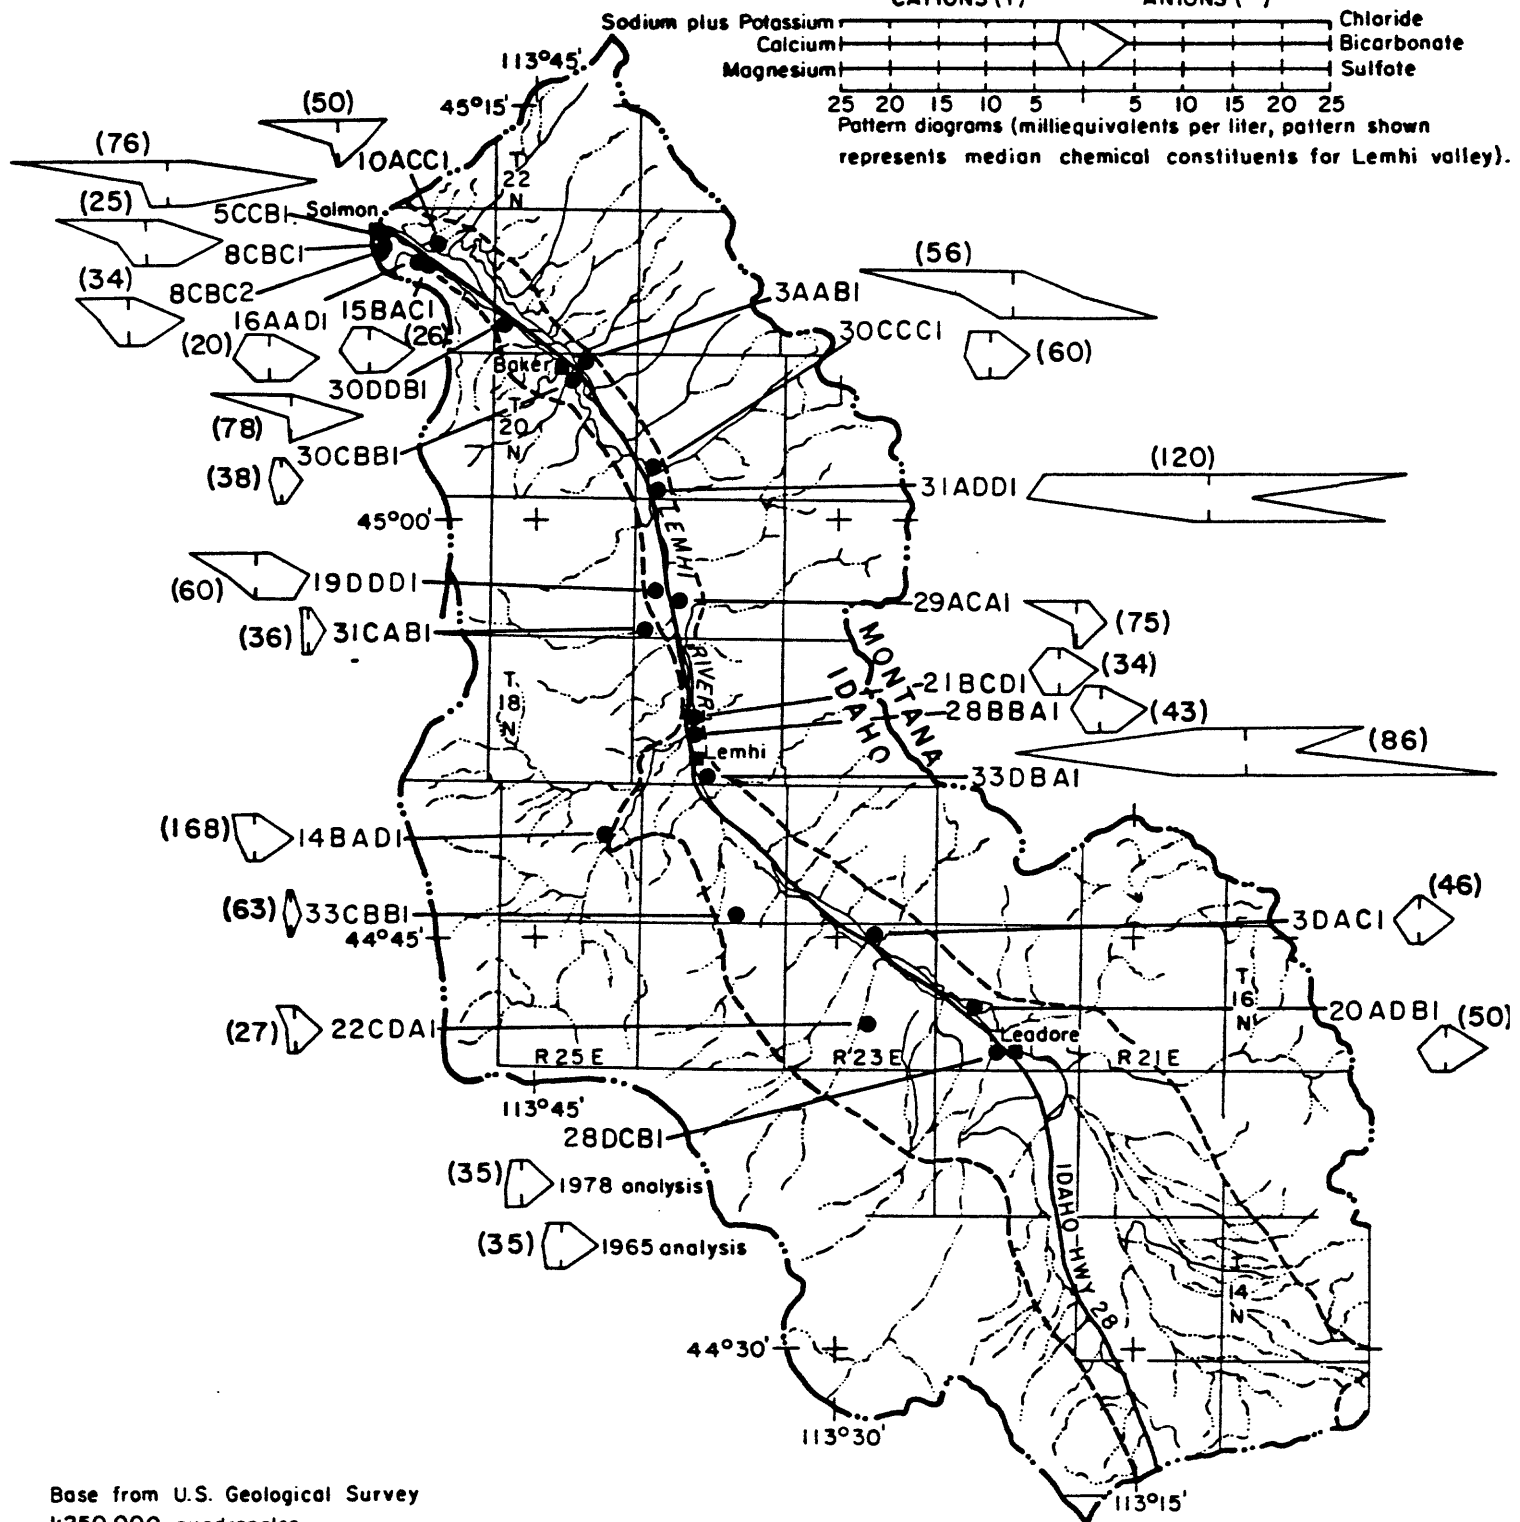 CATIONS (+) ANIONS (-)
Sodium plus Potassium Chloride
Calcium Bicarbonate
Magnesium Sulfate
25 20 15 10 5 5 10 15 20 25
Pattern diagrams (milliequivalents per liter, pattern shown
represents median chemical constituents for Lemhi valley).
113°45'
45°15'
(50)
(76)
10ACC1
T
22
N
(25)
5CCB1
Salmon
8CBC1
(34)
8CBC2
16AAD1
15BAC1
(20)
(26)
30DDB1
Baker
(56)
3AAB1
30CCC1
(60)
T
20
N
(78)
30CBB1
(38)
(120)
31ADD1
45°00'
LEMHI
RIVER
19DDD1
(60)
29ACA1
(75)
(36)
31CAB1
MONTANA
IDAHO
T
18
N
21BCD1
(34)
28BBA1
(43)
Lemhi
(86)
33DBA1
(168)
14BAD1
(63)
33CBB1
3DAC1
(46)
44°45'
T
16
N
20ADB1
(50)
(27)
22CDA1
Leadore
R25E
R23E
R21E
113°45'
28DCB1
(35)
1978 analysis
(35)
1965 analysis
IDAHO HWY 28
T
14
N
44°30'
113°30'
113°15'
Base from U.S. Geological Survey
1:250,000 quadrangles